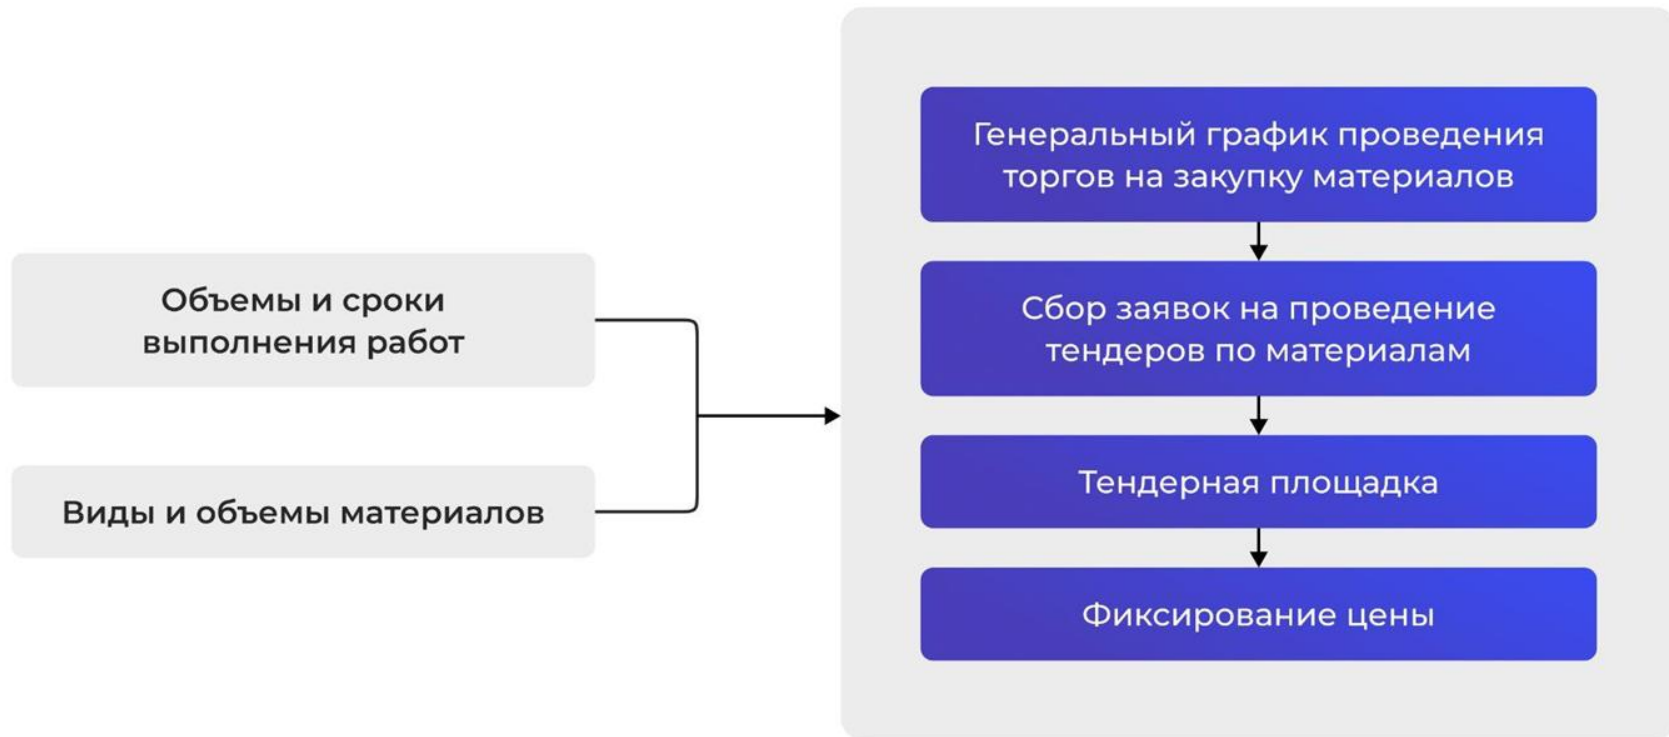 Объемы и сроки
выполнения работ
Виды и объемы материалов
Генеральный график проведения
торгов на закупку материалов
Сбор заявок на проведение
тендеров по материалам
Тендерная площадка
Фиксирование цены